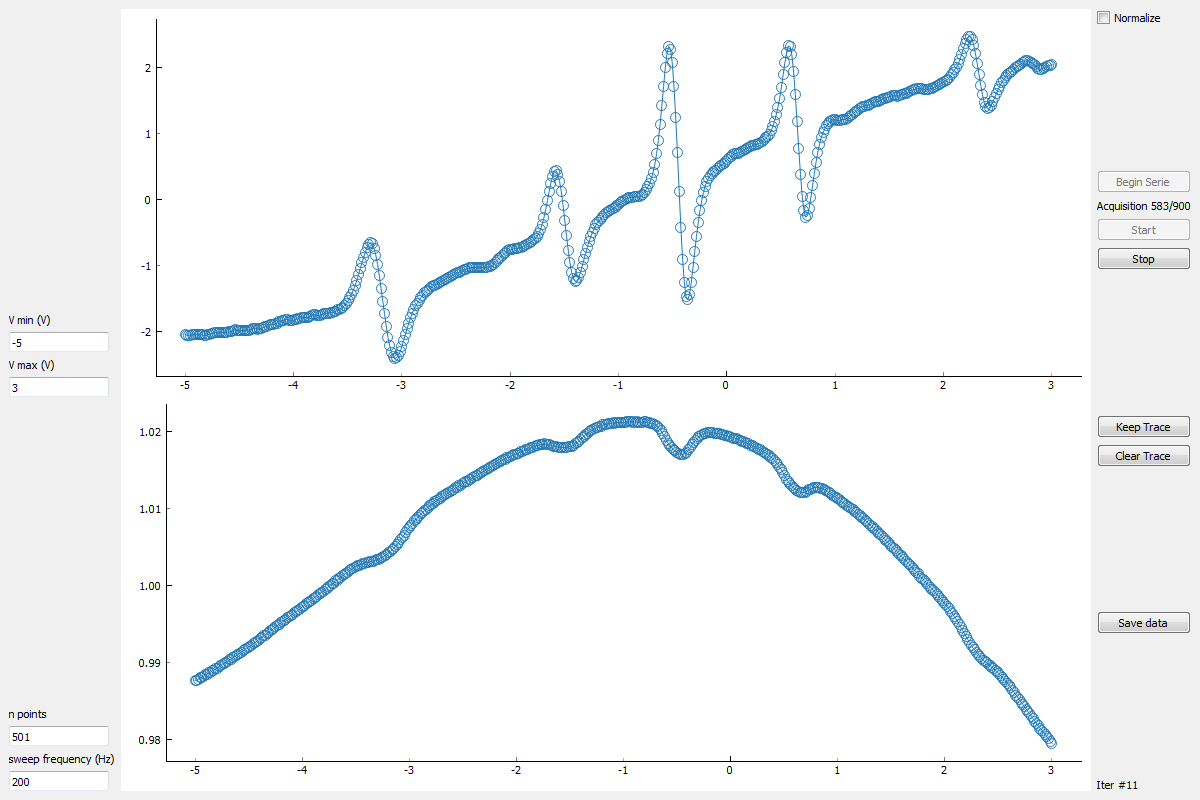 Normalize
2
1
0
-1
-2
-5 -4 -3 -2 -1 0 1 2 3
Begin Serie
Acquisition 583/900
Start
Stop
V min (V)
-5
V max (V)
3
1.02
1.01
1.00
0.99
0.98
-5 -4 -3 -2 -1 0 1 2 3
Keep Trace
Clear Trace
Save data
n points
501
sweep frequency (Hz)
200
Iter #11